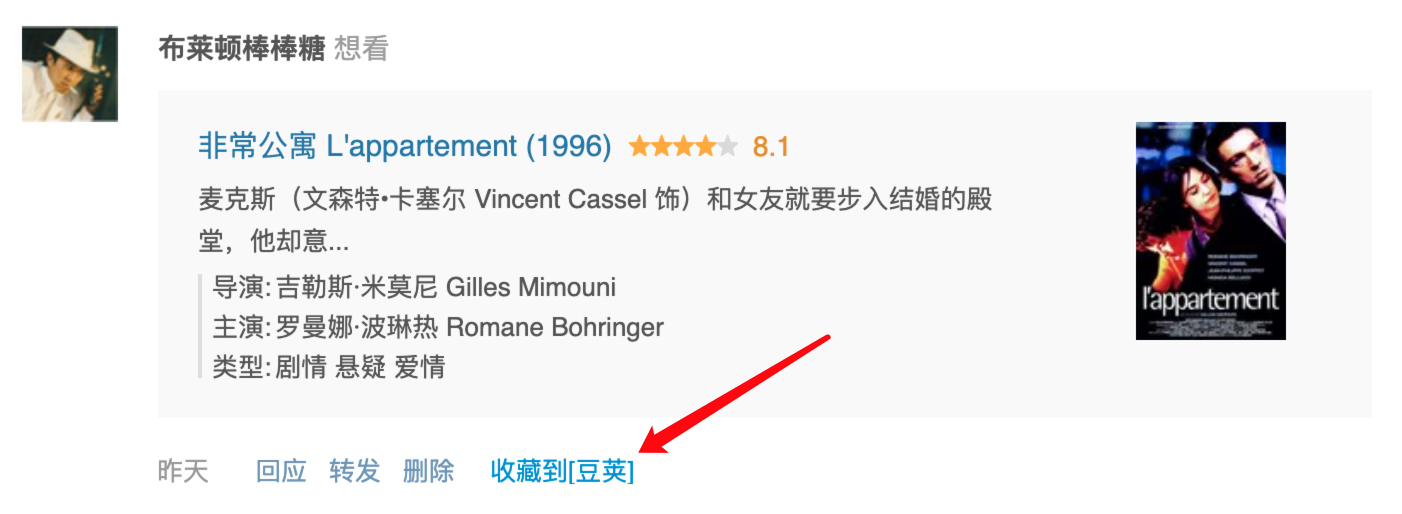 布莱顿棒棒糖 想看
非常公寓 L'appartement (1996) 8.1
麦克斯（文森特•卡塞尔 Vincent Cassel 饰）和女友就要步入结婚的殿
堂，他却意...
导演: 吉勒斯·米莫尼 Gilles Mimouni
主演: 罗曼娜·波琳热 Romane Bohringer
类型: 剧情 悬疑 爱情
l'appartement
昨天 回应 转发 删除 收藏到[豆荚]